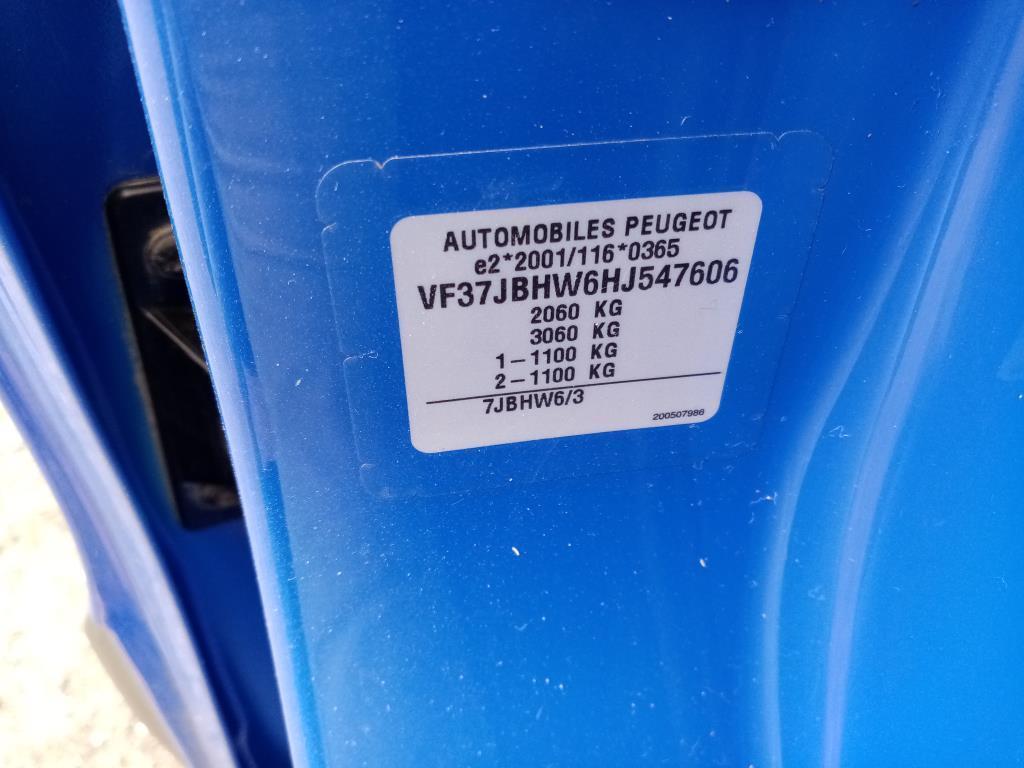 AUTOMOBILES PEUGEOT
e2*2001/116*0365
VF37JBHW6HJ547606
2060 KG
3060 KG
1-1100 KG
2-1100 KG
7JBHW6/3
200507986